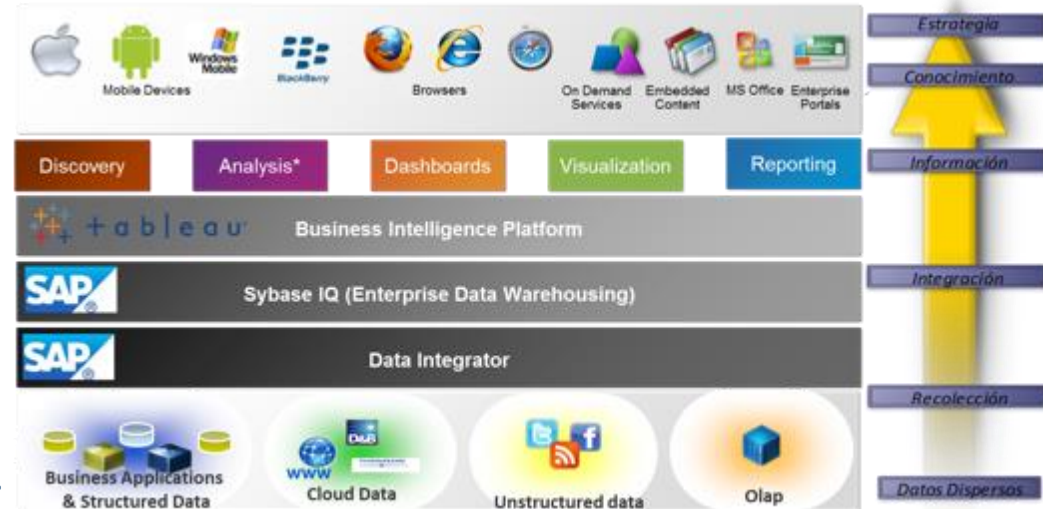 Windows
Mobile
BlackBerry
Mobile Devices
Browsers
On Demand
Services
Embedded
Content
MS Office
Enterprise
Portals
Discovery
Analysis*
Dashboards
Visualization
Reporting
+ableau
Business Intelligence Platform
SAP
Sybase IQ (Enterprise Data Warehousing)
SAP
Data Integrator
Business Applications
& Structured Data
D&B
www
Cloud Data
Unstructured data
Olap
Estrategia
Conocimiento
Información
Integración
Recolección
Datos Dispersos